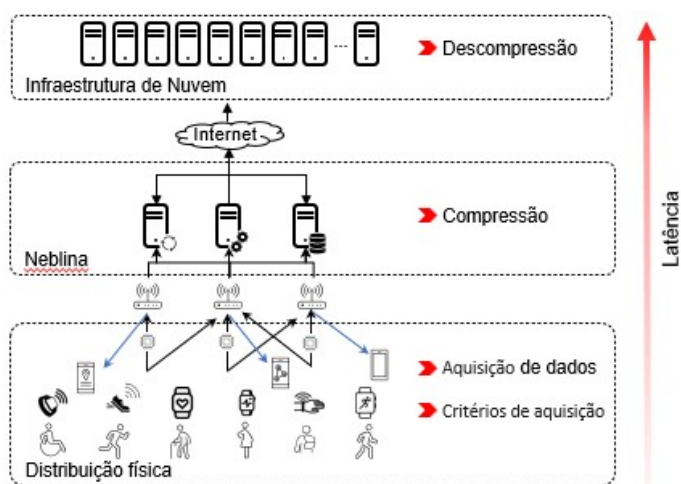 ...
Descompressão
Infraestrutura de Nuvem
Internet
Compressão
Neblina
Latência
Aquisição de dados
Critérios de aquisição
Distribuição física